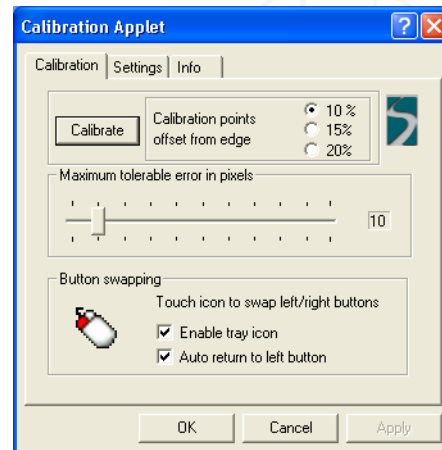 Calibration Applet
Calibration Settings Info
Calibrate
Calibration points
offset from edge
10 %
15%
20%
Maximum tolerable error in pixels
10
Button swapping
Touch icon to swap left/right buttons
Enable tray icon
Auto return to left button
OK Cancel Apply